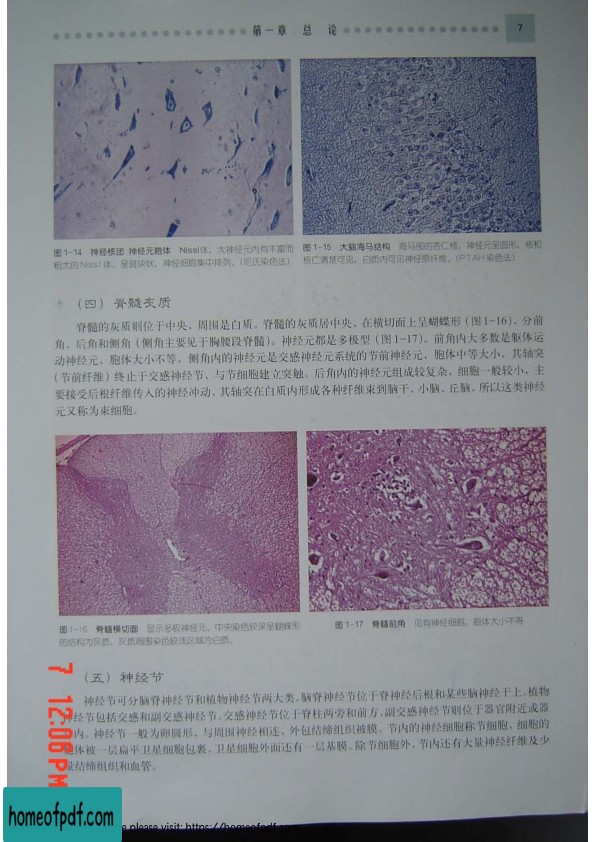 第一章 总 论
7
图1-14 神经核团 神经元胞体 Nissl体。大神经元内有丰富而
粗大的Nissl体，呈斑块状。神经细胞集中排列。（尼氏染色法）
图1-15 大脑海马结构 海马部的杏仁核。神经元呈圆形。核和
核仁清楚可见。白质内可见神经原纤维。（PTAH染色法）
（四）脊髓灰质
脊髓的灰质则位于中央、周围是白质。脊髓的灰质居中央，在横切面上呈蝴蝶形（图1-16），分前
角、后角和侧角（侧角主要见于胸腰段脊髓）。神经元都是多极型（图1-17）。前角内大多数是躯体运
动神经元，胞体大小不等。侧角内的神经元是交感神经元系统的节前神经元，胞体中等大小，其轴突
（节前纤维）终止于交感神经节，与节细胞建立突触。后角内的神经元组成较复杂，细胞一般较小，主
要接受后根纤维传入的神经冲动，其轴突在白质内形成各种纤维束到脑干、小脑、丘脑，所以这类神经
元又称为束细胞。
图1-16 脊髓横切面 显示多极神经元。中央染色较深呈蝴蝶形
的结构为灰质，灰质周围染色较浅区域为白质。
图1-17 脊髓前角 见有神经细胞。胞体大小不等
（五）神经节
神经节可分脑脊神经节和植物神经节两大类。脑脊神经节位于脊神经后根和某些脑神经干上。植物
神经节包括交感和副交感神经节。交感神经节位于脊柱两旁和前方，副交感神经节则位于器官附近或器
内。神经节一般为卵圆形，与周围神经相连，外包结缔组织被膜。节内的神经细胞称节细胞，细胞的
胞体被一层扁平卫星细胞包裹，卫星细胞外面还有一层基膜。除节细胞外，节内还有大量神经纤维及少
量结缔组织和血管。
7 12:06 PM
homeofpdf.com
please visit: https://homeofpdf.com